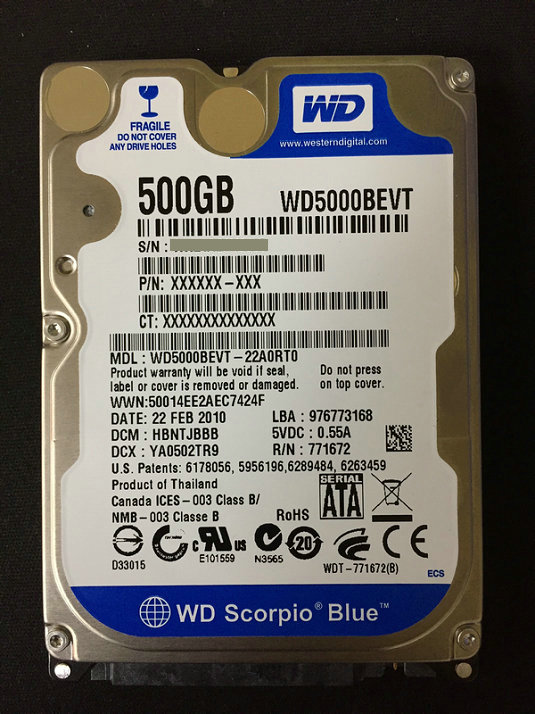 FRAGILE
DO NOT COVER
ANY DRIVE HOLES
WD
www.westerndigital.com
500GB WD5000BEVT
S/N :
P/N: XXXXXX-XXX
CT: XXXXXXXXXXXXXX
MDL : WD5000BEVT-22A0RT0
Product warranty will be void if seal, Do not press
label or cover is removed or damaged. on top cover.
WWN:50014EE2AEC7424F
DATE: 22 FEB 2010 LBA : 976773168
DCM : HBNTJBBB 5VDC : 0.55A
DCX : YA0502TR9 R/N : 771672
U.S. Patents: 6178056, 5956196,6289484, 6263459
Product of Thailand
Canada ICES-003 Class B/
NMB-003 Classe B RoHS
SERIAL
ATA
D33015 c RU US E101559 N3565 20 CE
WDT-771672(B)
ECS
WD Scorpio® Blue™